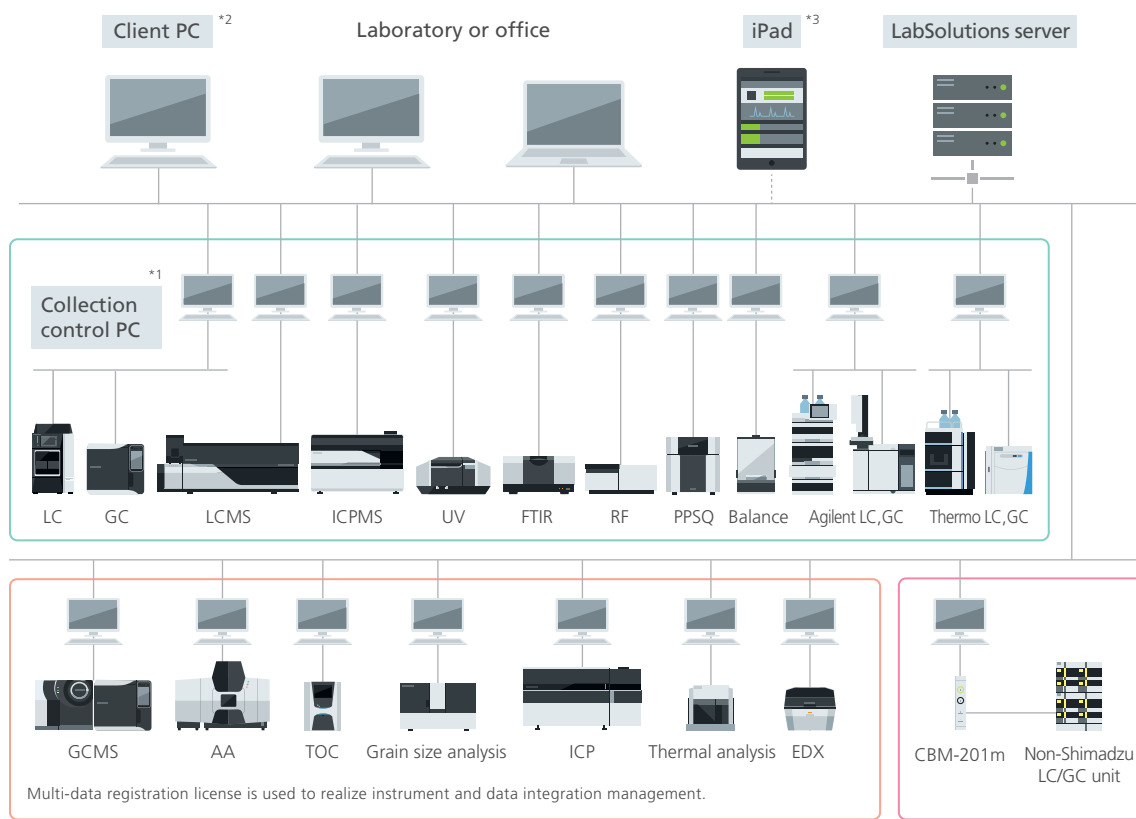 Client PC *2
Laboratory or office
iPad *3
LabSolutions server
*1
Collection
control PC
LC
GC
LCMS
ICPMS
UV
FTIR
RF
PPSQ
Balance
Agilent LC,GC
Thermo LC,GC
GCMS
AA
TOC
Grain size analysis
ICP
Thermal analysis
EDX
Multi-data registration license is used to realize instrument and data integration management.
CBM-201m
Non-Shimadzu
LC/GC unit